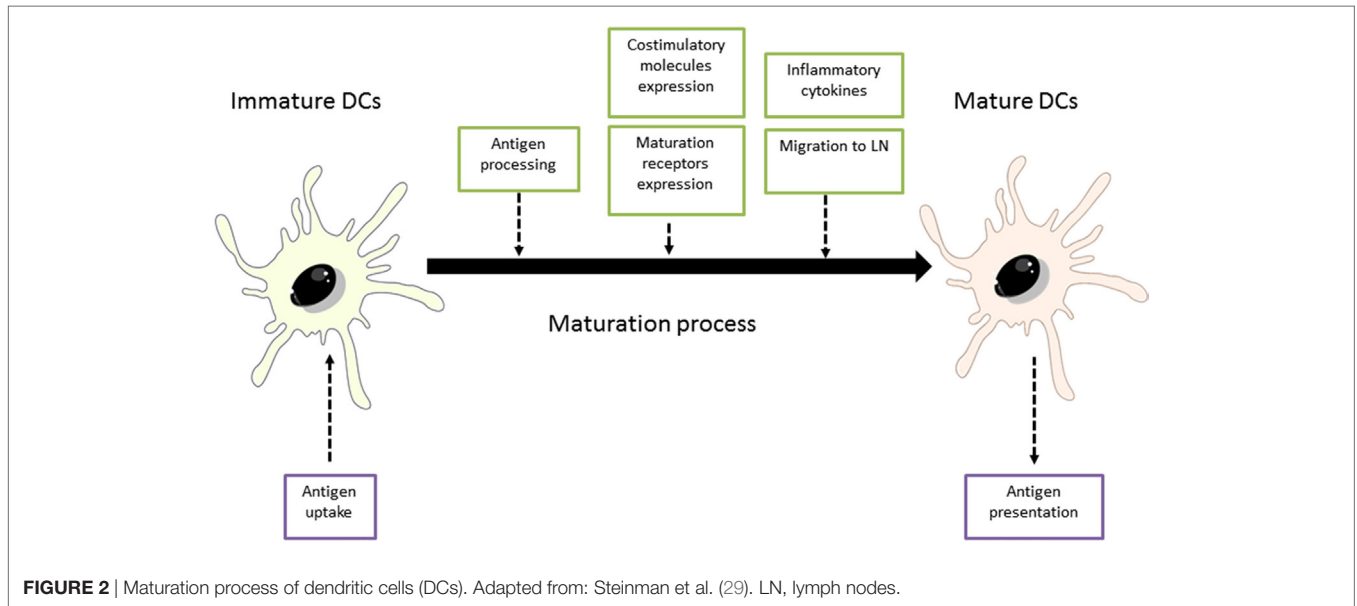 Immature DCs
Antigen
processing
Costimulatory
molecules
expression
Maturation
receptors
expression
Inflammatory
cytokines
Migration to LN
Mature DCs
Maturation process
Antigen
uptake
Antigen
presentation
FIGURE 2 | Maturation process of dendritic cells (DCs). Adapted from: Steinman et al. (29). LN, lymph nodes.